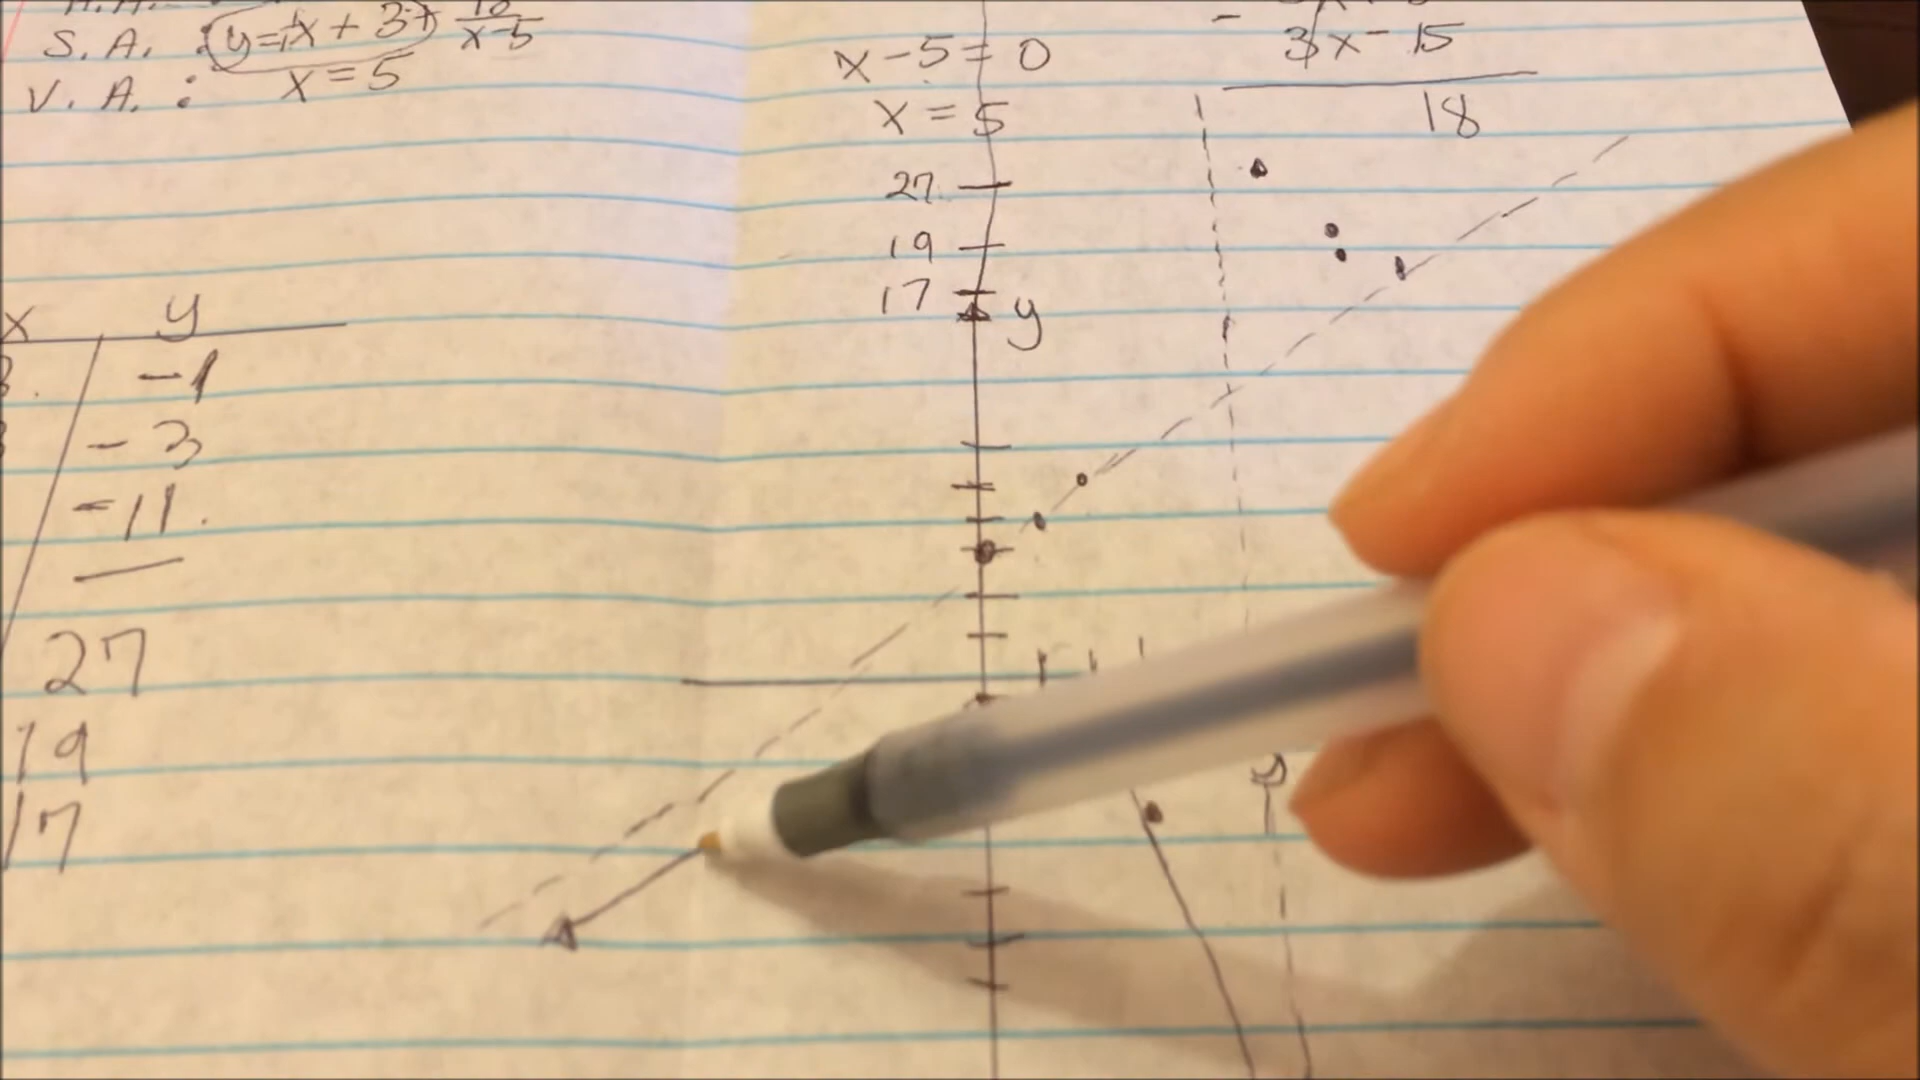 S. A. : y = 1x + 3 + 18/x-5
V. A. : x = 5
x - 5 = 0
x = 5
3x - 15
18
27
19
17
y
x y
-1
-3
-11
27
19
17